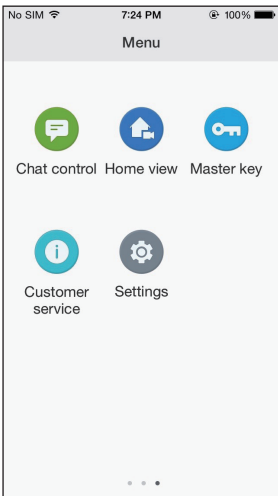 No SIM 7:24 PM 100%
Menu
Chat control Home view Master key
Customer service Settings